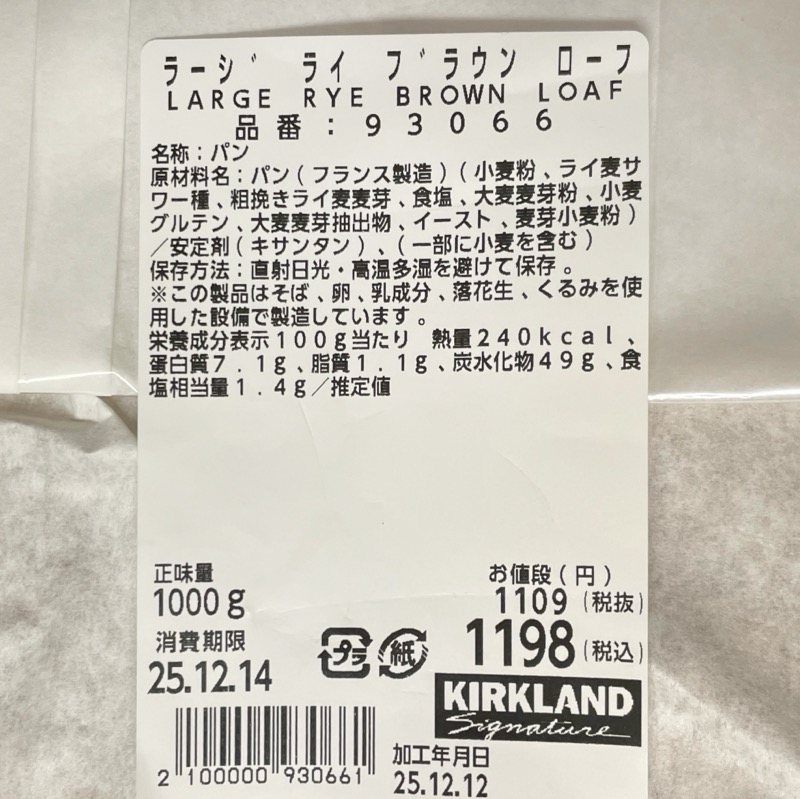 ラージ ライ ブラウン ローフ
LARGE RYE BROWN LOAF
品番:93066
名称:パン
原材料名:パン(フランス製造)(小麦粉、ライ麦サ
ワー種、粗挽きライ麦麦芽、食塩、大麦麦芽粉、小麦
グルテン、大麦麦芽抽出物、イースト、麦芽小麦粉)
/安定剤(キサンタン)、(一部に小麦を含む)
保存方法:直射日光・高温多湿を避けて保存。
※この製品はそば、卵、乳成分、落花生、くるみを使
用した設備で製造しています。
栄養成分表示100g当たり 熱量240kcal、
蛋白質7.1g、脂質1.1g、炭水化物49g、食
塩相当量1.4g/推定値
正味量
1000g
お値段(円)
1109(税抜)
1198(税込)
消費期限
25.12.14
プラ
紙
KIRKLAND
Signature
2 100000 930661
加工年月日
25.12.12